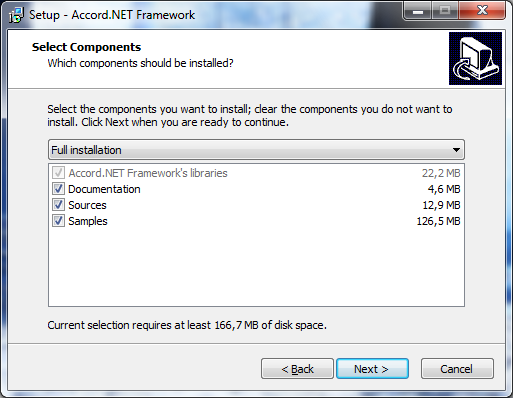 Setup - Accord.NET Framework
Select Components
Which components should be installed?
Select the components you want to install; clear the components you do not want to
install. Click Next when you are ready to continue.
Full installation
Accord.NET Framework's libraries 22,2 MB
Documentation 4,6 MB
Sources 12,9 MB
Samples 126,5 MB
Current selection requires at least 166,7 MB of disk space.
< Back Next > Cancel